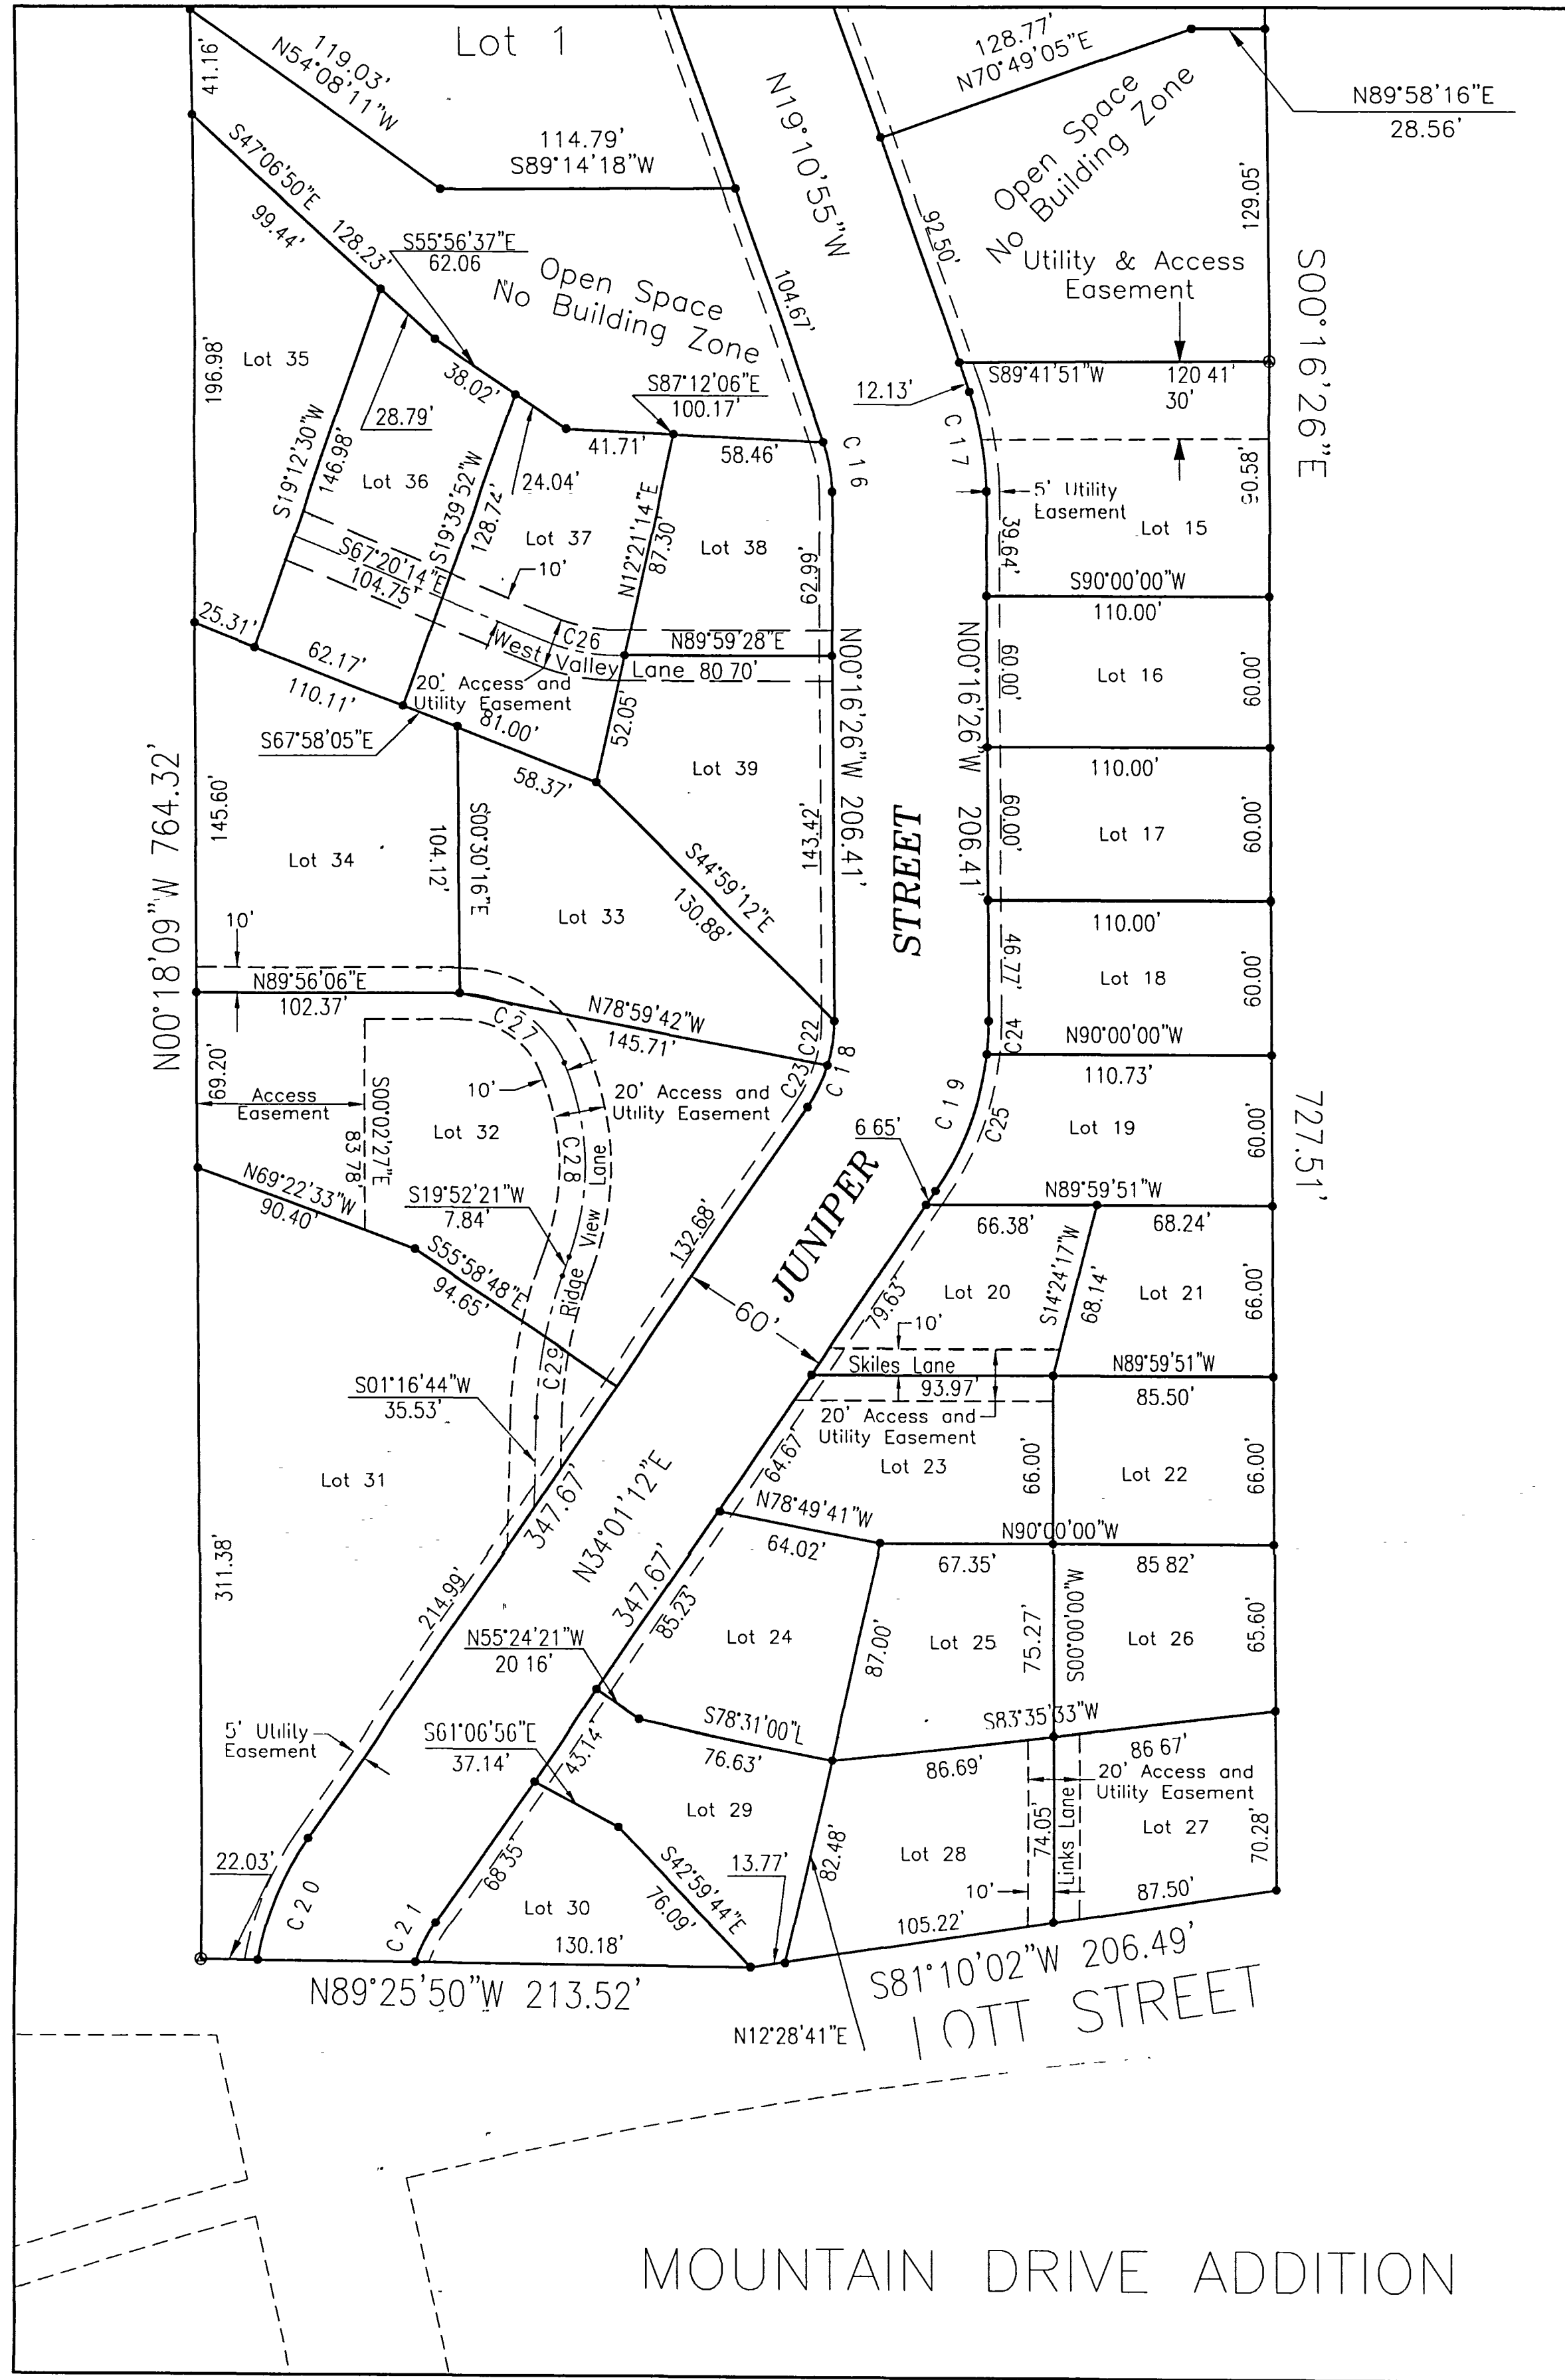 Lot 1
41.16'
119.03'
N54°08'11"W
114.79'
S89°14'18"W
N19°10'55"W
128.77'
N70°49'05"E
N89°58'16"E
28.56'
Open Space
No Building Zone
92.50'
129.05'
Utility & Access
Easement
S00°16'26"E
S47°06'50"E
99.44'
128.23'
S55°56'37"E
62.06
Open Space
No Building Zone
104.67'
196.98'
Lot 35
38.02'
28.79'
S87°12'06"E
100.17'
12.13'
S89°41'51"W
120 41'
30'
C 17
C 16
41.71'
58.46'
24.04'
S19°12'30"W
146.98'
Lot 36
S19°39'52"W
128.74'
Lot 37
N12°21'14"E
87.30'
Lot 38
62.99'
5' Utility
Easement
39.64'
Lot 15
90.58'
S67°20'14"E
104.75'
10'
S90°00'00"W
110.00'
25.31'
62.17'
110.11'
C26
West Valley Lane
N89°59'28"E
80 70'
20' Access and
Utility Easement
N00°16'26"W 206.41'
N00°16'26"W 206.41'
60.00'
Lot 16
60.00'
S67°58'05"E
81.00'
52.05'
58.37'
Lot 39
110.00'
N00°18'09"W 764.32'
145.60'
Lot 34
104.12'
S00°30'16"E
143.42'
S44°59'12"E
130.88'
STREET
60.00'
Lot 17
60.00'
110.00'
Lot 33
10'
N89°56'06"E
102.37'
N78°59'42"W
145.71'
46.77'
Lot 18
60.00'
C27
C22
C23
C 18
C24
N90°00'00"W
110.73'
69.20'
Access
Easement
S00°02'27"E
83 78'
10'
20' Access and
Utility Easement
Lot 32
C28
C 19
C25
6 65'
Lot 19
60.00'
727.51'
N69°22'33"W
90.40'
S19°52'21"W
7.84'
Ridge View Lane
132.68'
JUNIPER
N89°59'51"W
66.38'
68.24'
S55°58'48"E
94.65'
60'
79.63'
Lot 20
S14°24'17"W
68.14'
Lot 21
66.00'
10'
C29
Skiles Lane
93.97'
N89°59'51"W
85.50'
S01°16'44"W
35.53'
20' Access and
Utility Easement
Lot 31
64.67'
Lot 23
66.00'
Lot 22
66.00'
347.67'
N34°01'12"E
N78°49'41"W
64.02'
N90°00'00"W
67.35'
85 82'
311.38'
214.99'
347.67'
85.23'
N55°24'21"W
20 16'
Lot 24
87.00'
Lot 25
75.27'
S00°00'00"W
Lot 26
65.60'
5' Utility
Easement
S61°06'56"E
37.14'
43.14'
S78°31'00"L
76.63'
S83°35'33"W
86.69'
86 67'
20' Access and
Utility Easement
Lot 29
Lot 27
70.28'
22.03'
C 20
C 21
68.35'
Lot 30
S42°59'44"E
76.09'
13.77'
82.48'
Lot 28
74.05'
Links Lane
10'
130.18'
105.22'
87.50'
N89°25'50"W 213.52'
S81°10'02"W 206.49'
N12°28'41"E
LOTT STREET
MOUNTAIN DRIVE ADDITION